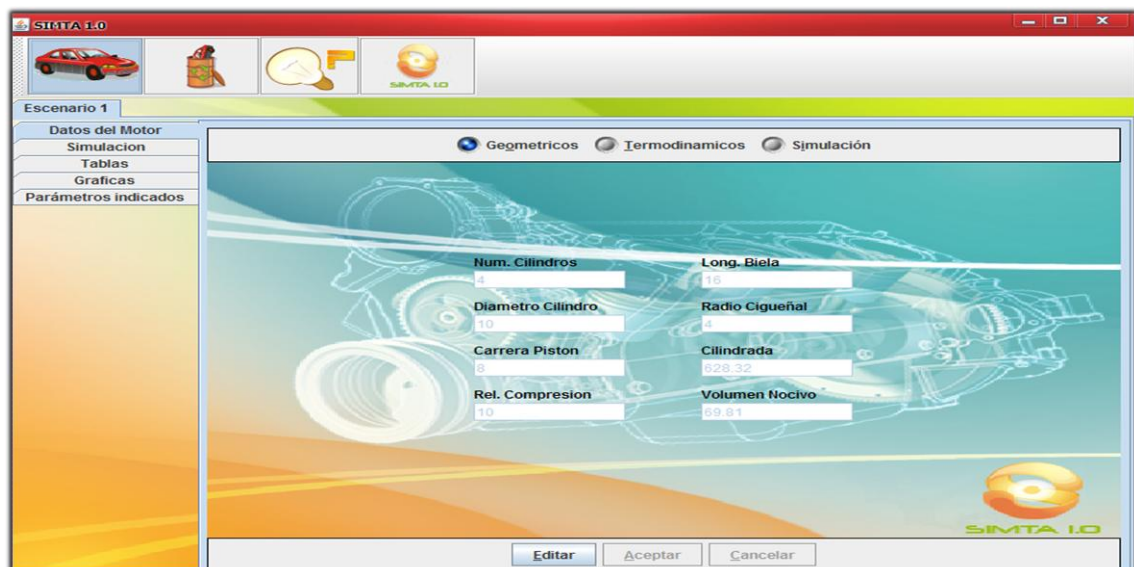 SIMTA 1.0
SIMTA 1.0
Escenario 1
Datos del Motor
Simulacion
Tablas
Graficas
Parámetros indicados
Geometricos Termodinamicos Simulación
Num. Cilindros Long. Biela
4 16
Diametro Cilindro Radio Cigueñal
10 4
Carrera Piston Cilindrada
8 628.32
Rel. Compresion Volumen Nocivo
10 69.81
SIMTA 1.0
Editar Aceptar Cancelar